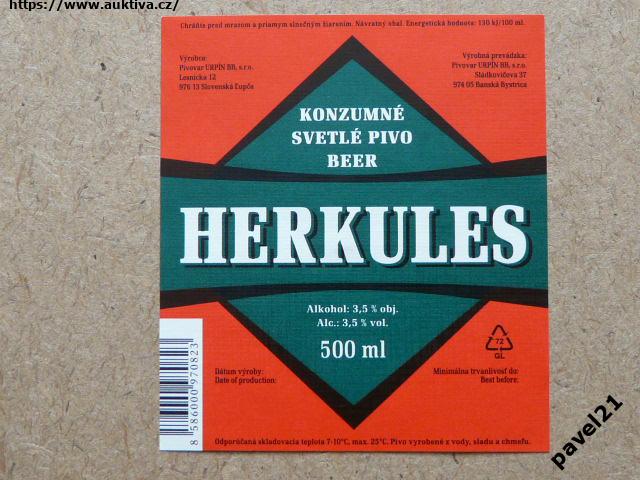 https://www.auktiva.cz/
Chráňte pred mrazom a priamym slnečným žiarením. Návratný obal. Energetická hodnota: 130 kJ/100 ml.
Výrobca:
Pivovar URPÍN BB, s.r.o.
Lesnícka 12
976 13 Slovenská Ľupča
Výrobná prevádzka:
Pivovar URPÍN BB, s.r.o.
Sládkovičova 37
974 05 Banská Bystrica
KONZUMNÉ
SVETLÉ PIVO
BEER
HERKULES
Alkohol: 3,5 % obj.
Alc.: 3,5 % vol.
500 ml
72
GL
Dátum výroby:
Date of production:
Minimálna trvanlivosť do:
Best before:
8 586000 970823
Odporúčaná skladovacia teplota 7-10°C, max. 25°C. Pivo vyrobené z vody, sladu a chmeľu.
pavel21